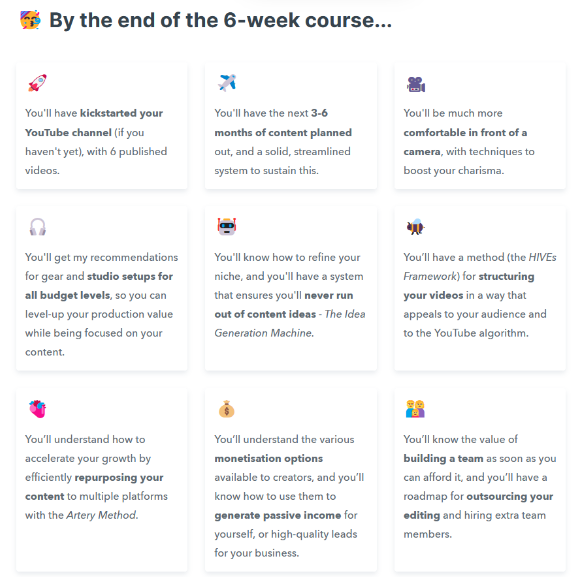 By the end of the 6-week course...
You'll have kickstarted your
YouTube channel (if you
haven't yet), with 6 published
videos.
You'll have the next 3-6
months of content planned
out, and a solid, streamlined
system to sustain this.
You'll be much more
comfortable in front of a
camera, with techniques to
boost your charisma.
You'll get my recommendations
for gear and studio setups for
all budget levels, so you can
level-up your production value
while being focused on your
content.
You'll know how to refine your
niche, and you'll have a system
that ensures you'll never run
out of content ideas - The Idea
Generation Machine.
You'll have a method (the HIVEs
Framework) for structuring
your videos in a way that
appeals to your audience and
to the YouTube algorithm.
You'll understand how to
accelerate your growth by
efficiently repurposing your
content to multiple platforms
with the Artery Method.
You'll understand the various
monetisation options
available to creators, and you'll
know how to use them to
generate passive income for
yourself, or high-quality leads
for your business.
You'll know the value of
building a team as soon as you
can afford it, and you'll have a
roadmap for outsourcing your
editing and hiring extra team
members.